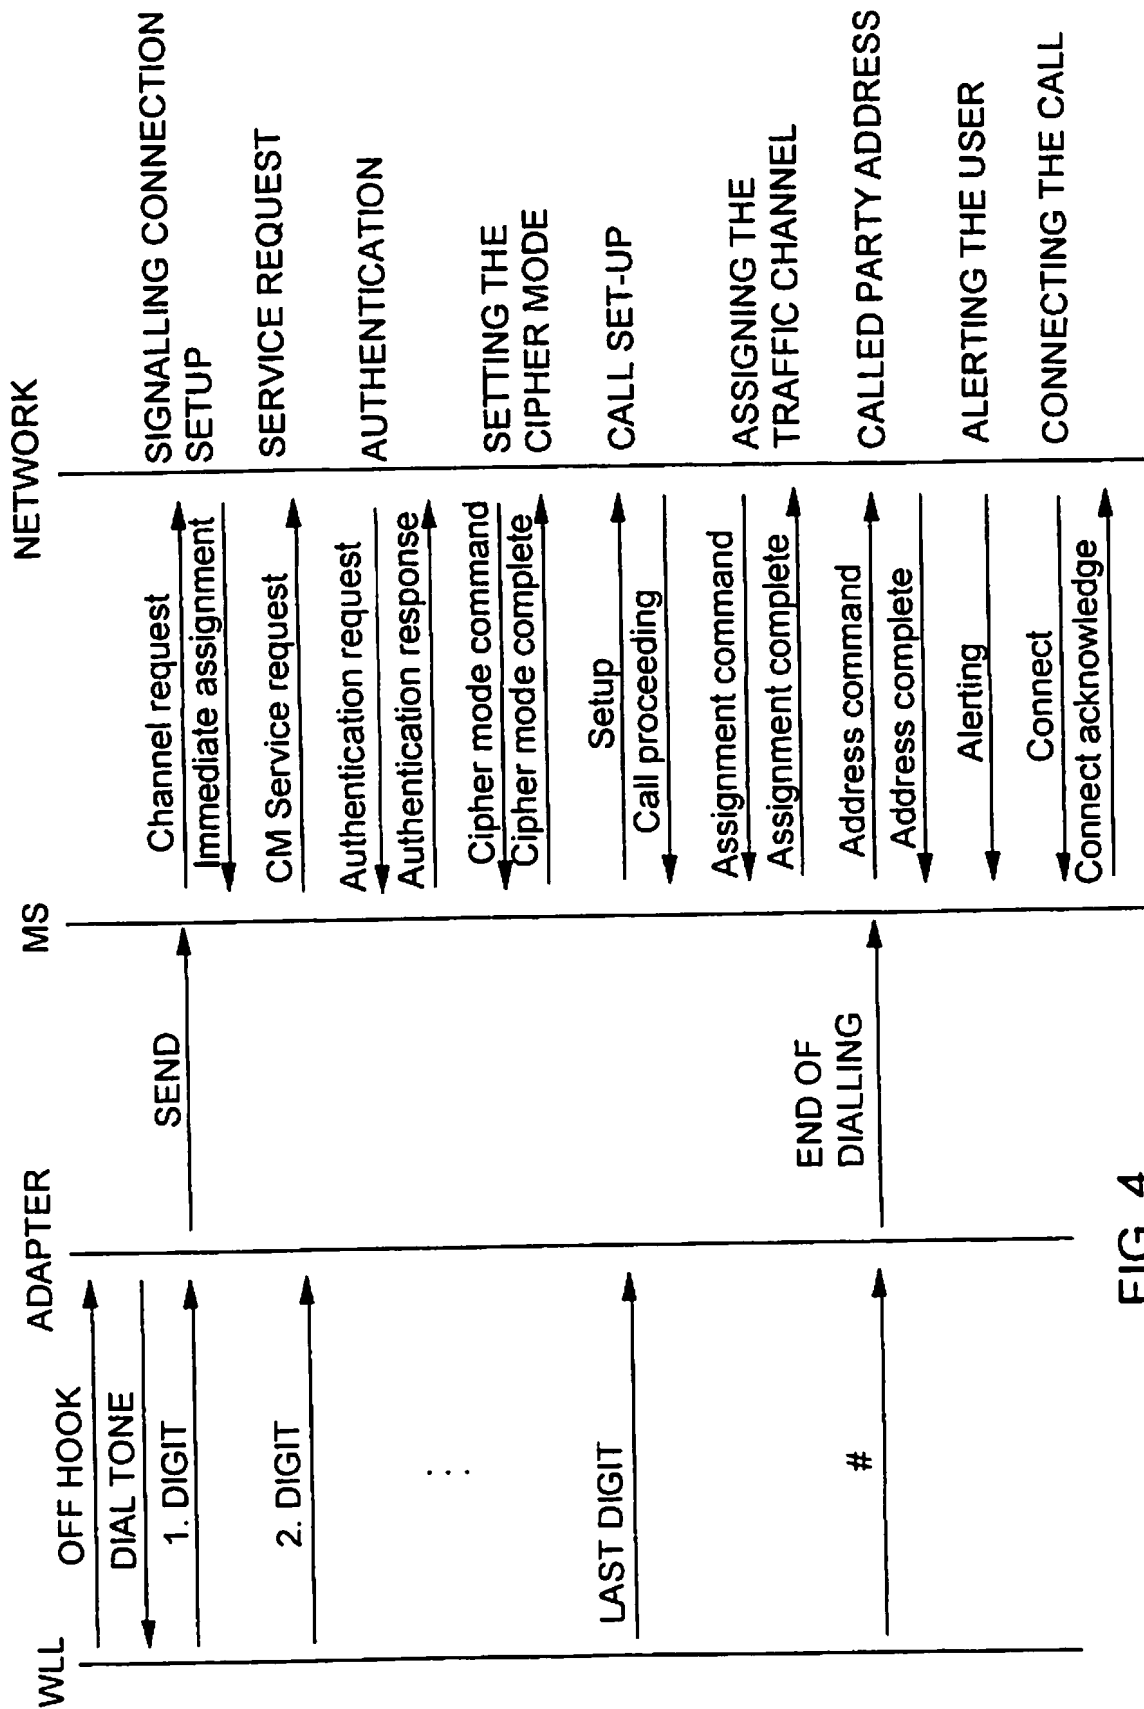 WLL
ADAPTER
MS
NETWORK
OFF HOOK
DIAL TONE
1. DIGIT
SEND
Channel request
Immediate assignment
SIGNALLING CONNECTION
SETUP
2. DIGIT
CM Service request
SERVICE REQUEST
Authentication request
Authentication response
AUTHENTICATION
. . .
Cipher mode command
Cipher mode complete
SETTING THE
CIPHER MODE
LAST DIGIT
Setup
Call proceeding
CALL SET-UP
Assignment command
Assignment complete
ASSIGNING THE
TRAFFIC CHANNEL
#
END OF
DIALLING
Address command
Address complete
CALLED PARTY ADDRESS
Alerting
ALERTING THE USER
Connect
Connect acknowledge
CONNECTING THE CALL
FIG. 4